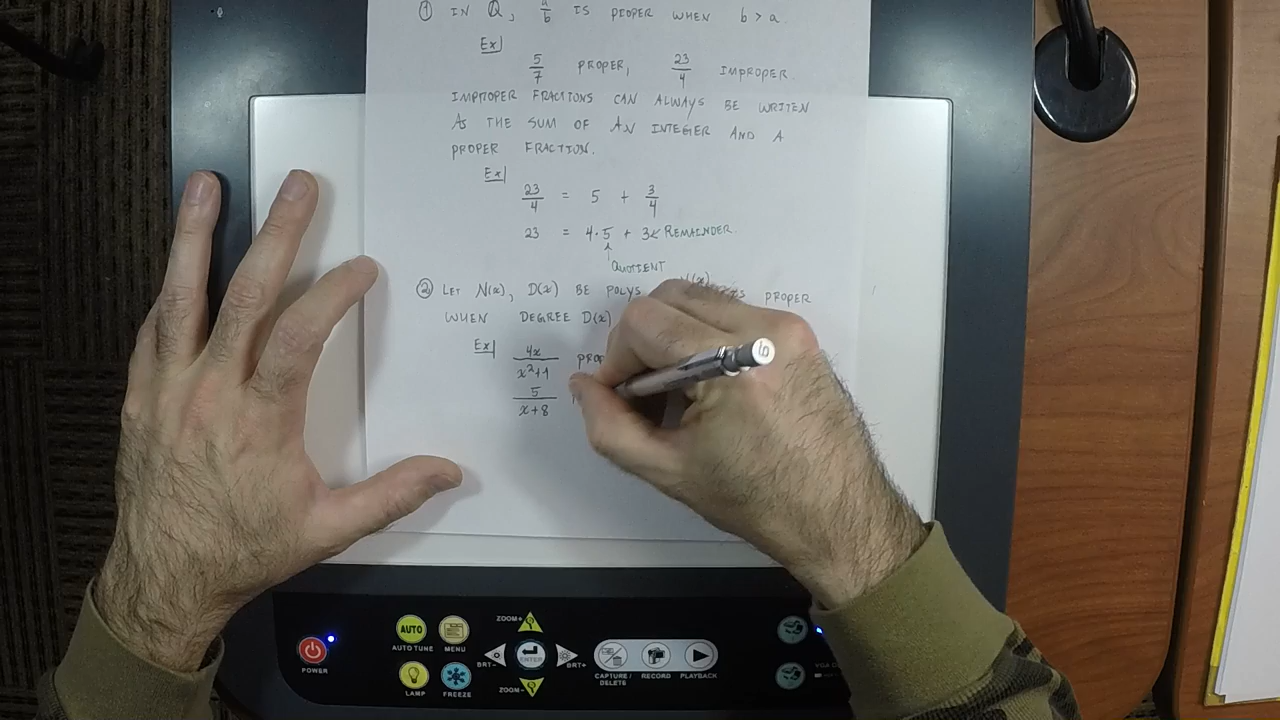 ① IN Q, a/b IS PROPER WHEN b > a.
Ex]
5/7 PROPER, 23/4 IMPROPER.
IMPROPER FRACTIONS CAN ALWAYS BE WRITTEN
AS THE SUM OF AN INTEGER AND A
PROPER FRACTION.
Ex]
23/4 = 5 + 3/4
23 = 4·5 + 3 ← REMAINDER
↑
QUOTIENT
② LET N(x), D(x) BE POLYS. N(x) IS PROPER
WHEN DEGREE D(x)
Ex]
4x/x²+1 PROP
5/x+8
6
POWER
AUTO
AUTO TUNE
MENU
LAMP
FREEZE
ZOOM+
BRT-
ENTER
BRT+
ZOOM-
CAPTURE/
DELETE
RECORD
PLAYBACK